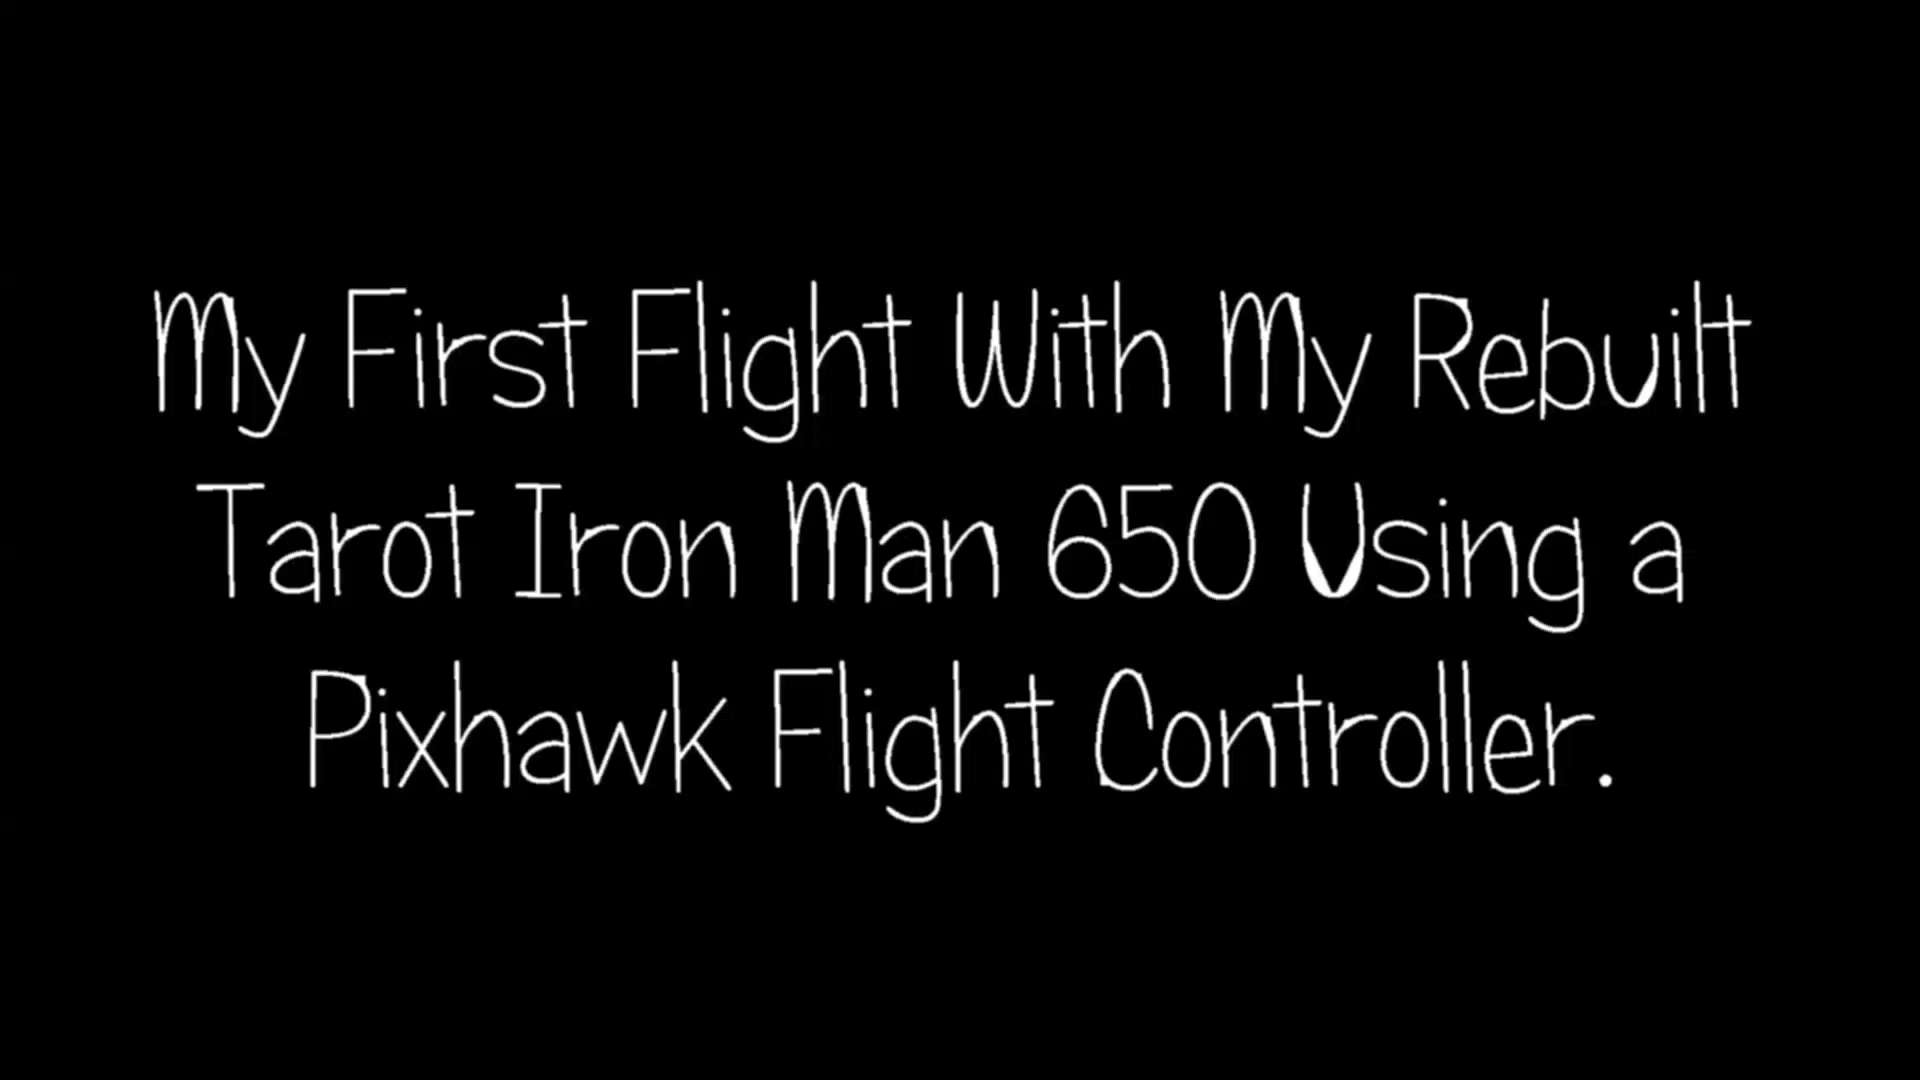 My First Flight With My Rebuilt
Tarot Iron Man 650 Using a
Pixhawk Flight Controller.